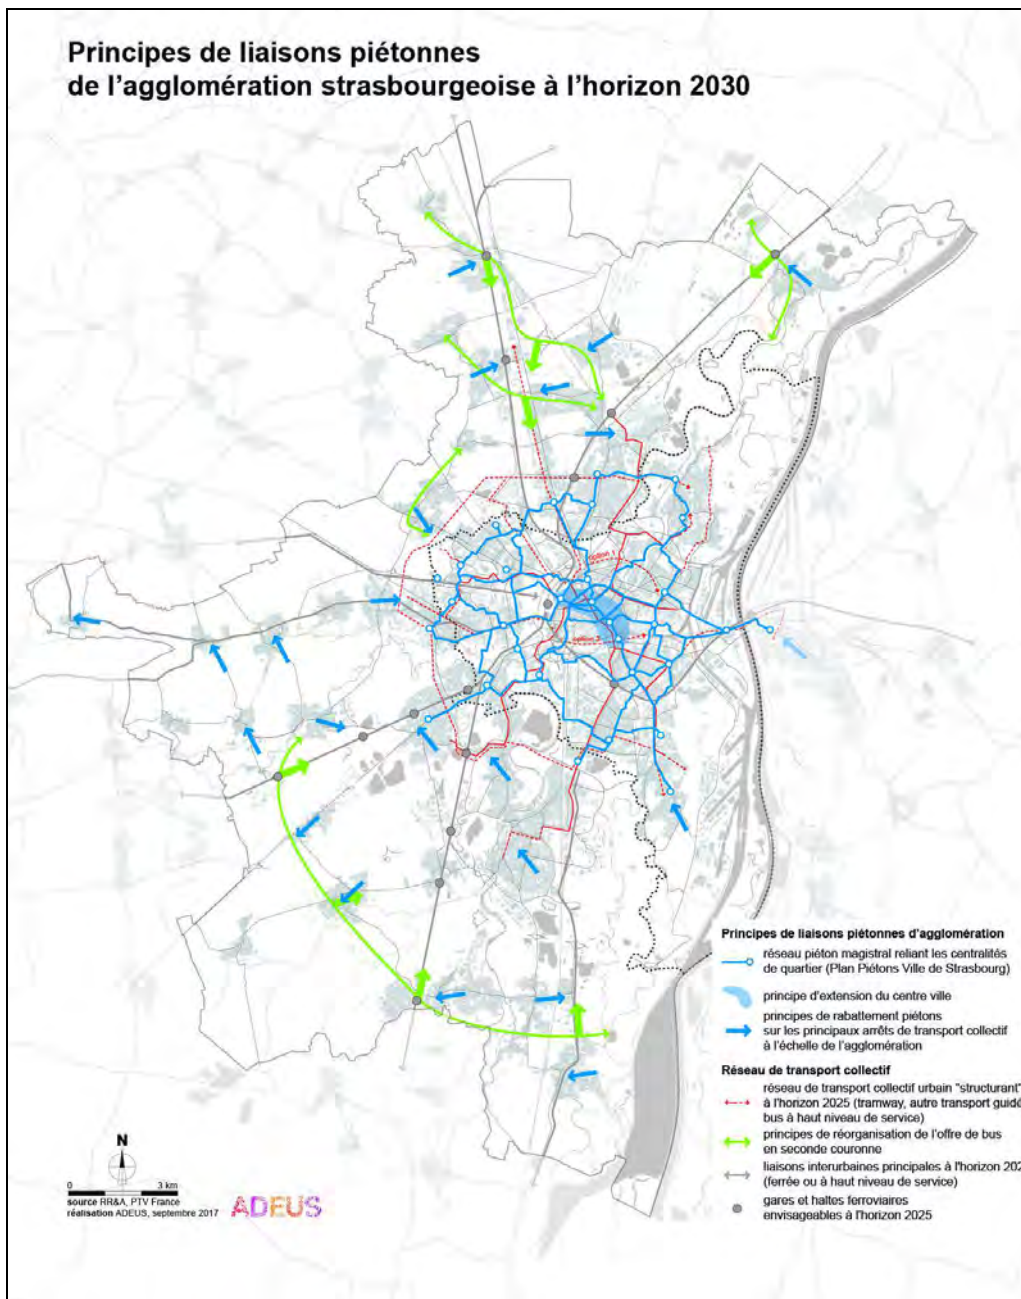 Principes de liaisons piétonnes
de l'agglomération strasbourgeoise à l'horizon 2030
option 1
option 2
Principes de liaisons piétonnes d'agglomération
réseau piéton magistral reliant les centralités
de quartier (Plan Piétons Ville de Strasbourg)
principe d'extension du centre ville
principes de rabattement piétons
sur les principaux arrêts de transport collectif
à l'échelle de l'agglomération
Réseau de transport collectif
réseau de transport collectif urbain "structurant"
à l'horizon 2025 (tramway, autre transport guidé
bus à haut niveau de service)
principes de réorganisation de l'offre de bus
en seconde couronne
liaisons interurbaines principales à l'horizon 202
(ferrée ou à haut niveau de service)
gares et haltes ferroviaires
envisageables à l'horizon 2025
N
0 3 km
source RR&A, PTV France
réalisation ADEUS, septembre 2017
ADEUS